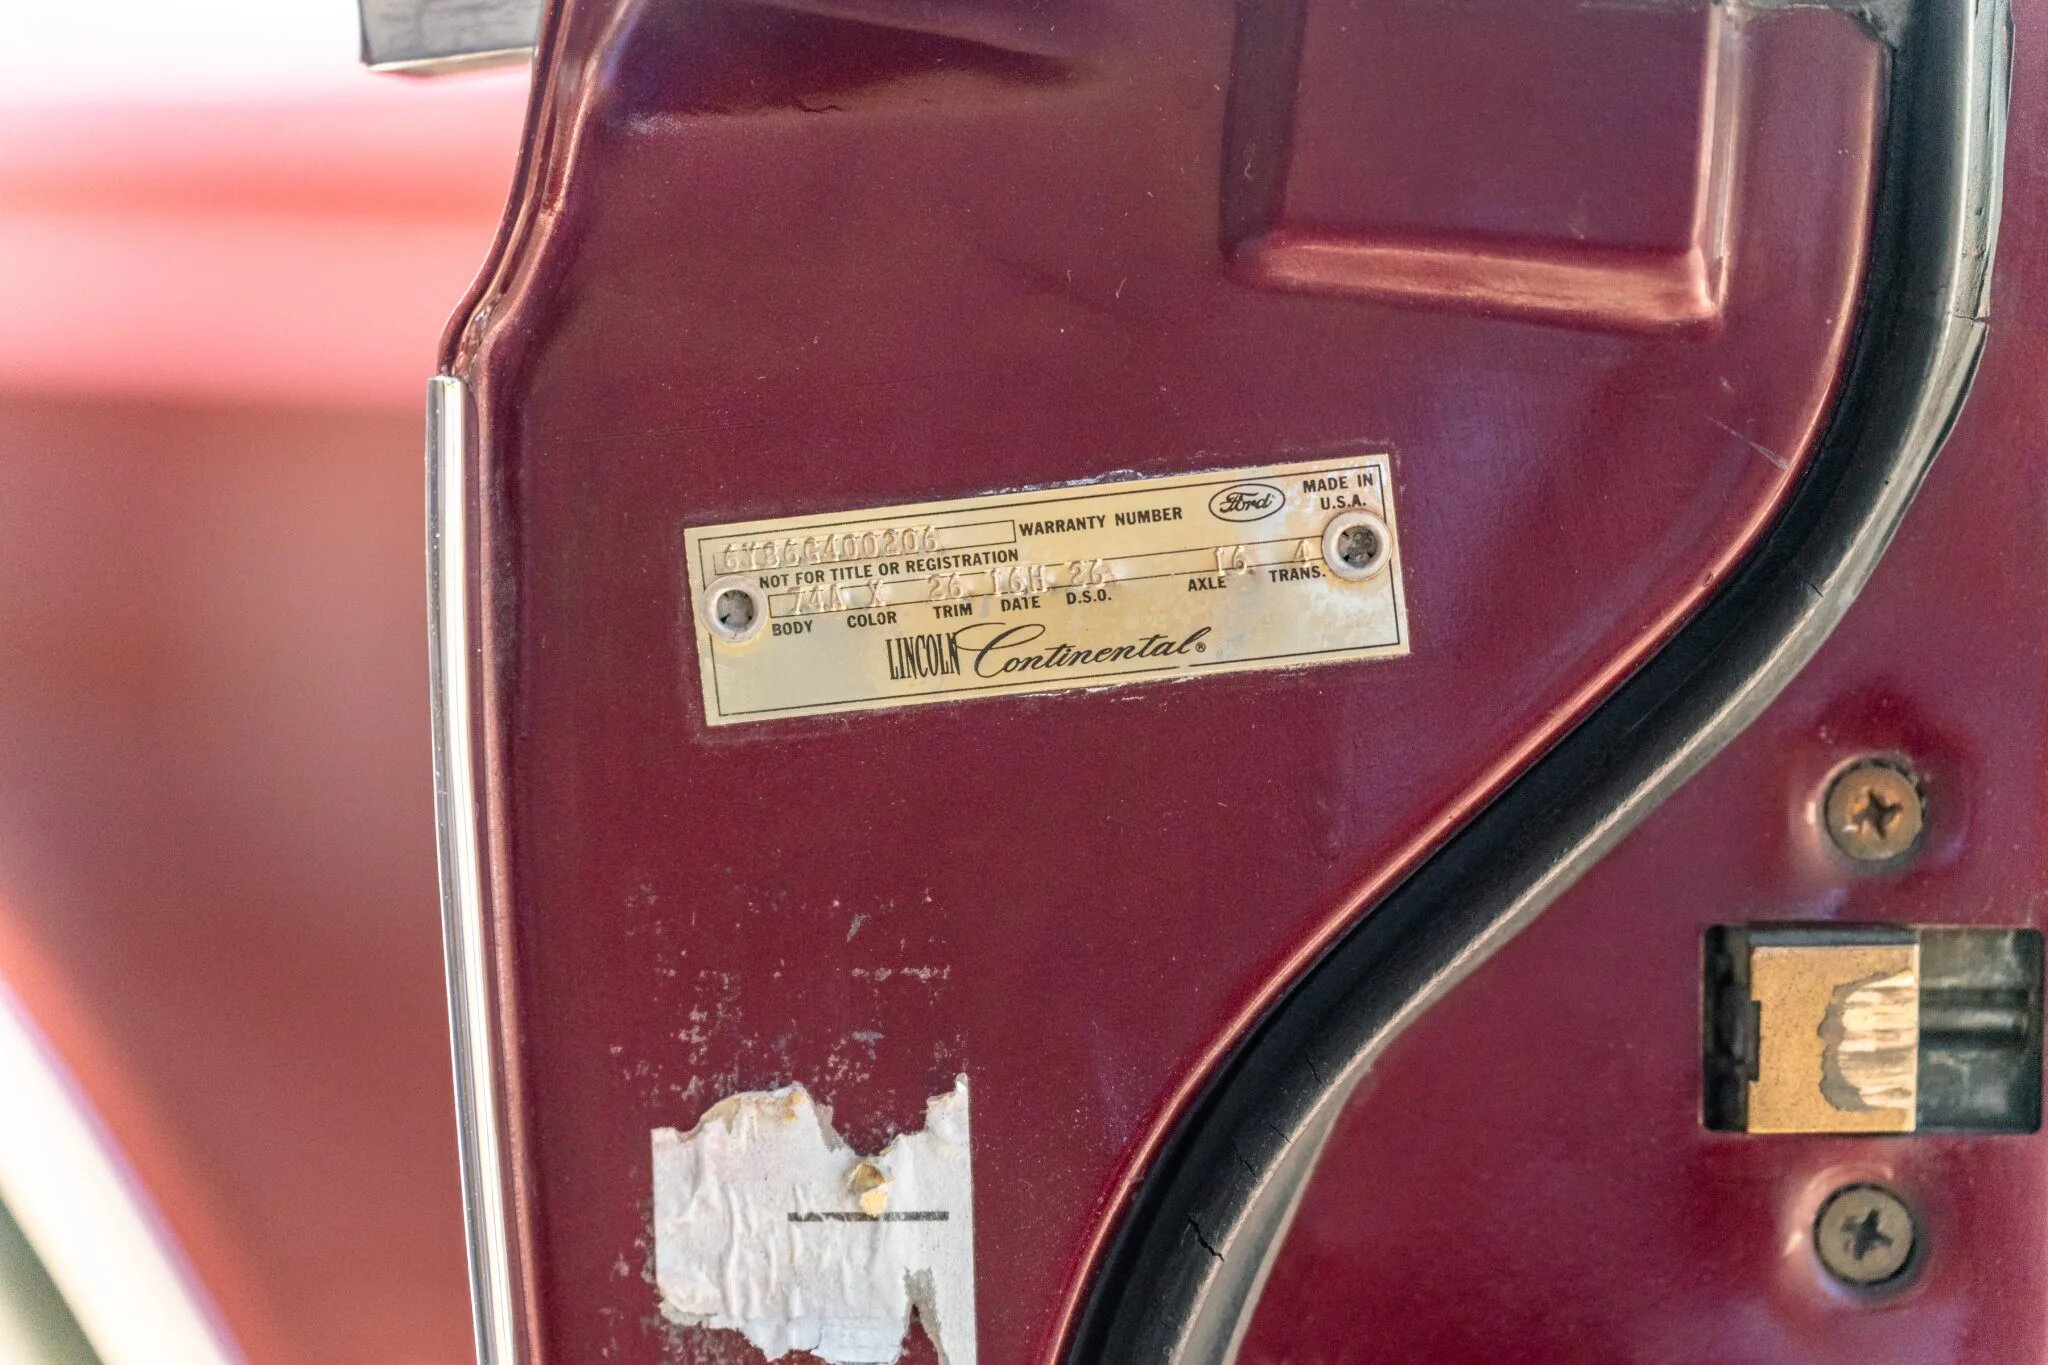 6Y86G400206 WARRANTY NUMBER Ford MADE IN
U.S.A.
NOT FOR TITLE OR REGISTRATION
74A X 26 16H 26 16 4
BODY COLOR TRIM DATE D.S.O. AXLE TRANS.
LINCOLN Continental®